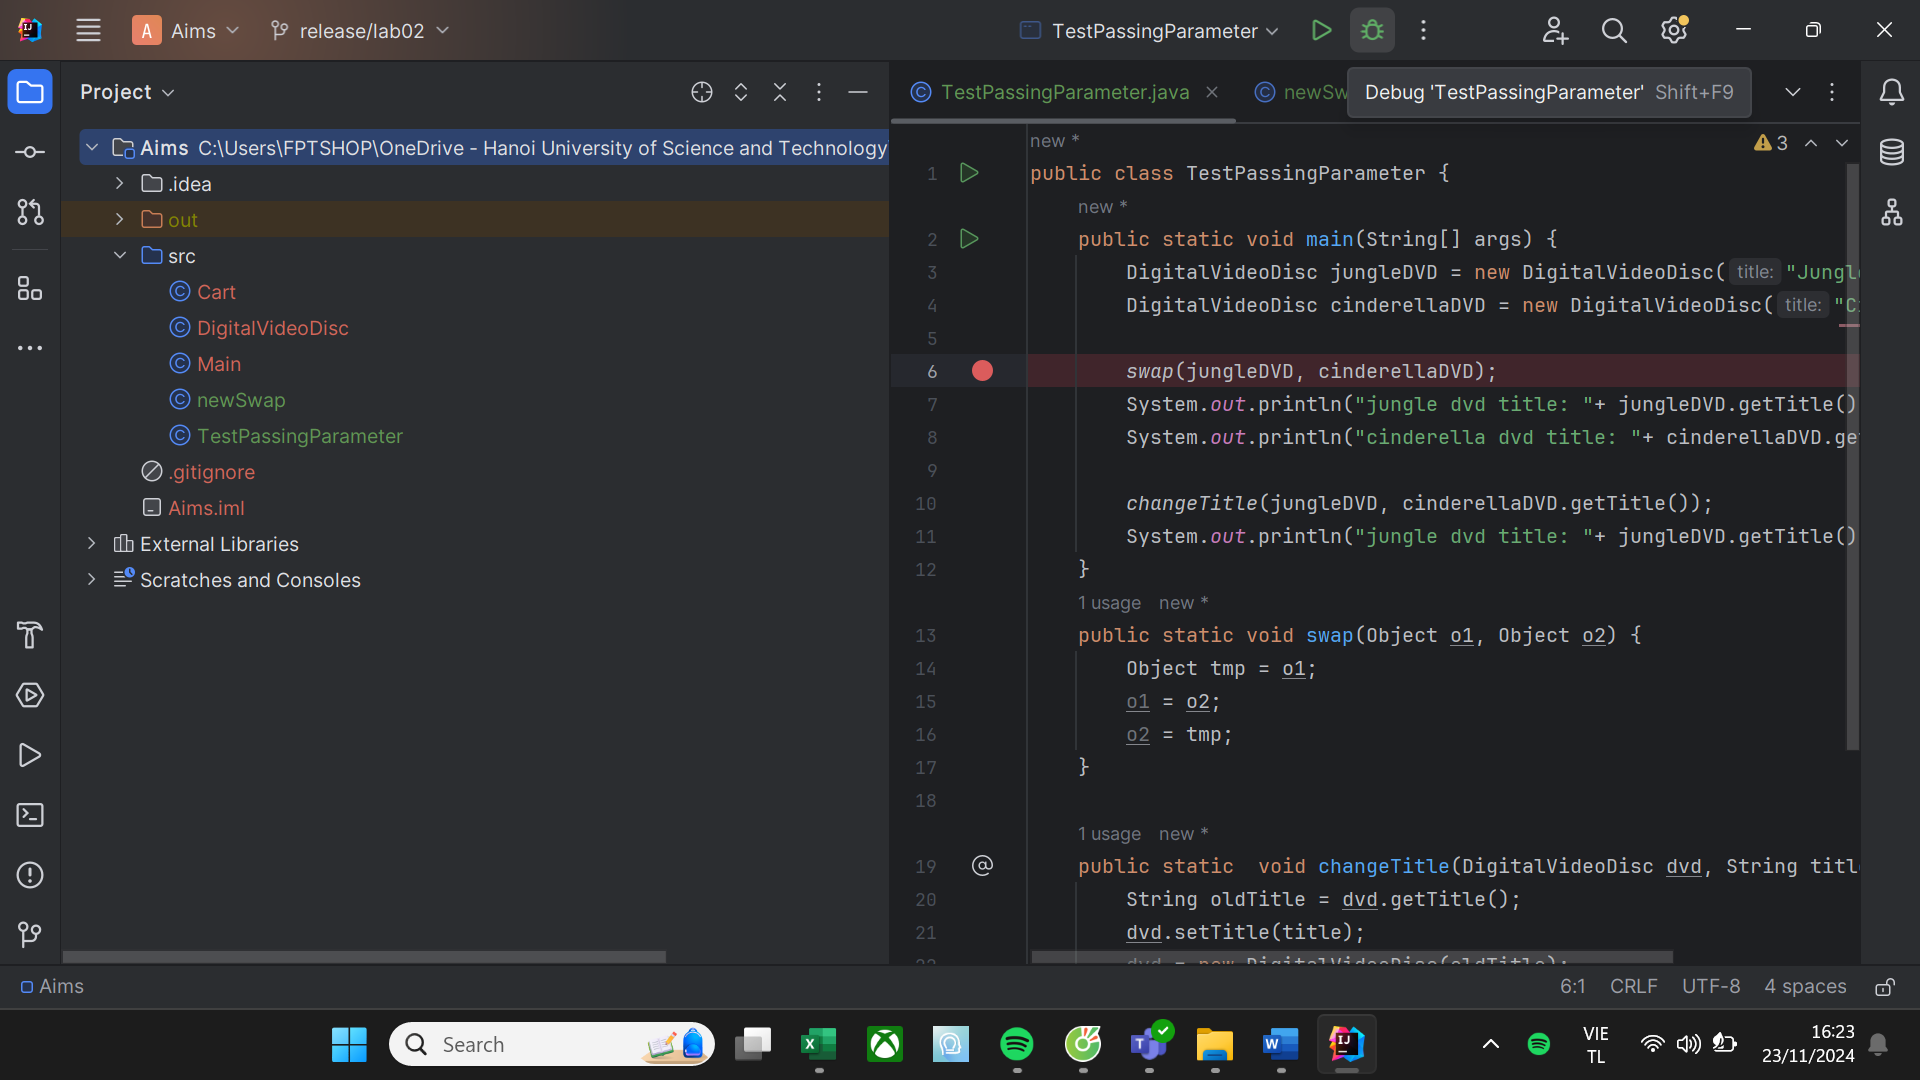 A Aims release/lab02 TestPassingParameter
Project
TestPassingParameter.java newSw Debug 'TestPassingParameter' Shift+F9
Aims C:\Users\FPTSHOP\OneDrive - Hanoi University of Science and Technology
.idea
out
src
Cart
DigitalVideoDisc
Main
newSwap
TestPassingParameter
.gitignore
Aims.iml
External Libraries
Scratches and Consoles
new *
3
1 public class TestPassingParameter {
new *
2 public static void main(String[] args) {
3 DigitalVideoDisc jungleDVD = new DigitalVideoDisc( title: "Jungl
4 DigitalVideoDisc cinderellaDVD = new DigitalVideoDisc( title: "C
5
6 swap(jungleDVD, cinderellaDVD);
7 System.out.println("jungle dvd title: "+ jungleDVD.getTitle()
8 System.out.println("cinderella dvd title: "+ cinderellaDVD.ge
9
10 changeTitle(jungleDVD, cinderellaDVD.getTitle());
11 System.out.println("jungle dvd title: "+ jungleDVD.getTitle()
12 }
1 usage new *
13 public static void swap(Object o1, Object o2) {
14 Object tmp = o1;
15 o1 = o2;
16 o2 = tmp;
17 }
18
1 usage new *
19 @ public static void changeTitle(DigitalVideoDisc dvd, String titl
20 String oldTitle = dvd.getTitle();
21 dvd.setTitle(title);
22 dvd = new DigitalVideoDisc(oldTitle);
Aims
6:1 CRLF UTF-8 4 spaces
Search
VIE
TL
16:23
23/11/2024